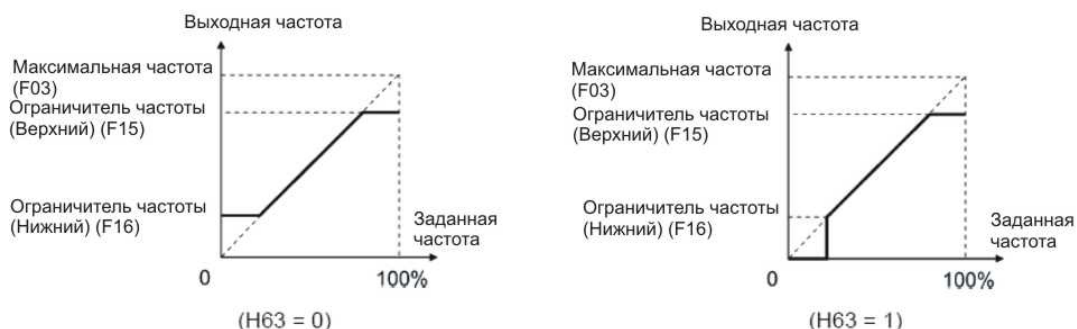 Выходная частота
Максимальная частота
(F03)
Ограничитель частоты
(Верхний) (F15)
Ограничитель частоты
(Нижний) (F16)
Заданная
частота
0
100%
(H63 = 0)
Выходная частота
Максимальная частота
(F03)
Ограничитель частоты
(Верхний) (F15)
Ограничитель частоты
(Нижний) (F16)
Заданная
частота
0
100%
(H63 = 1)